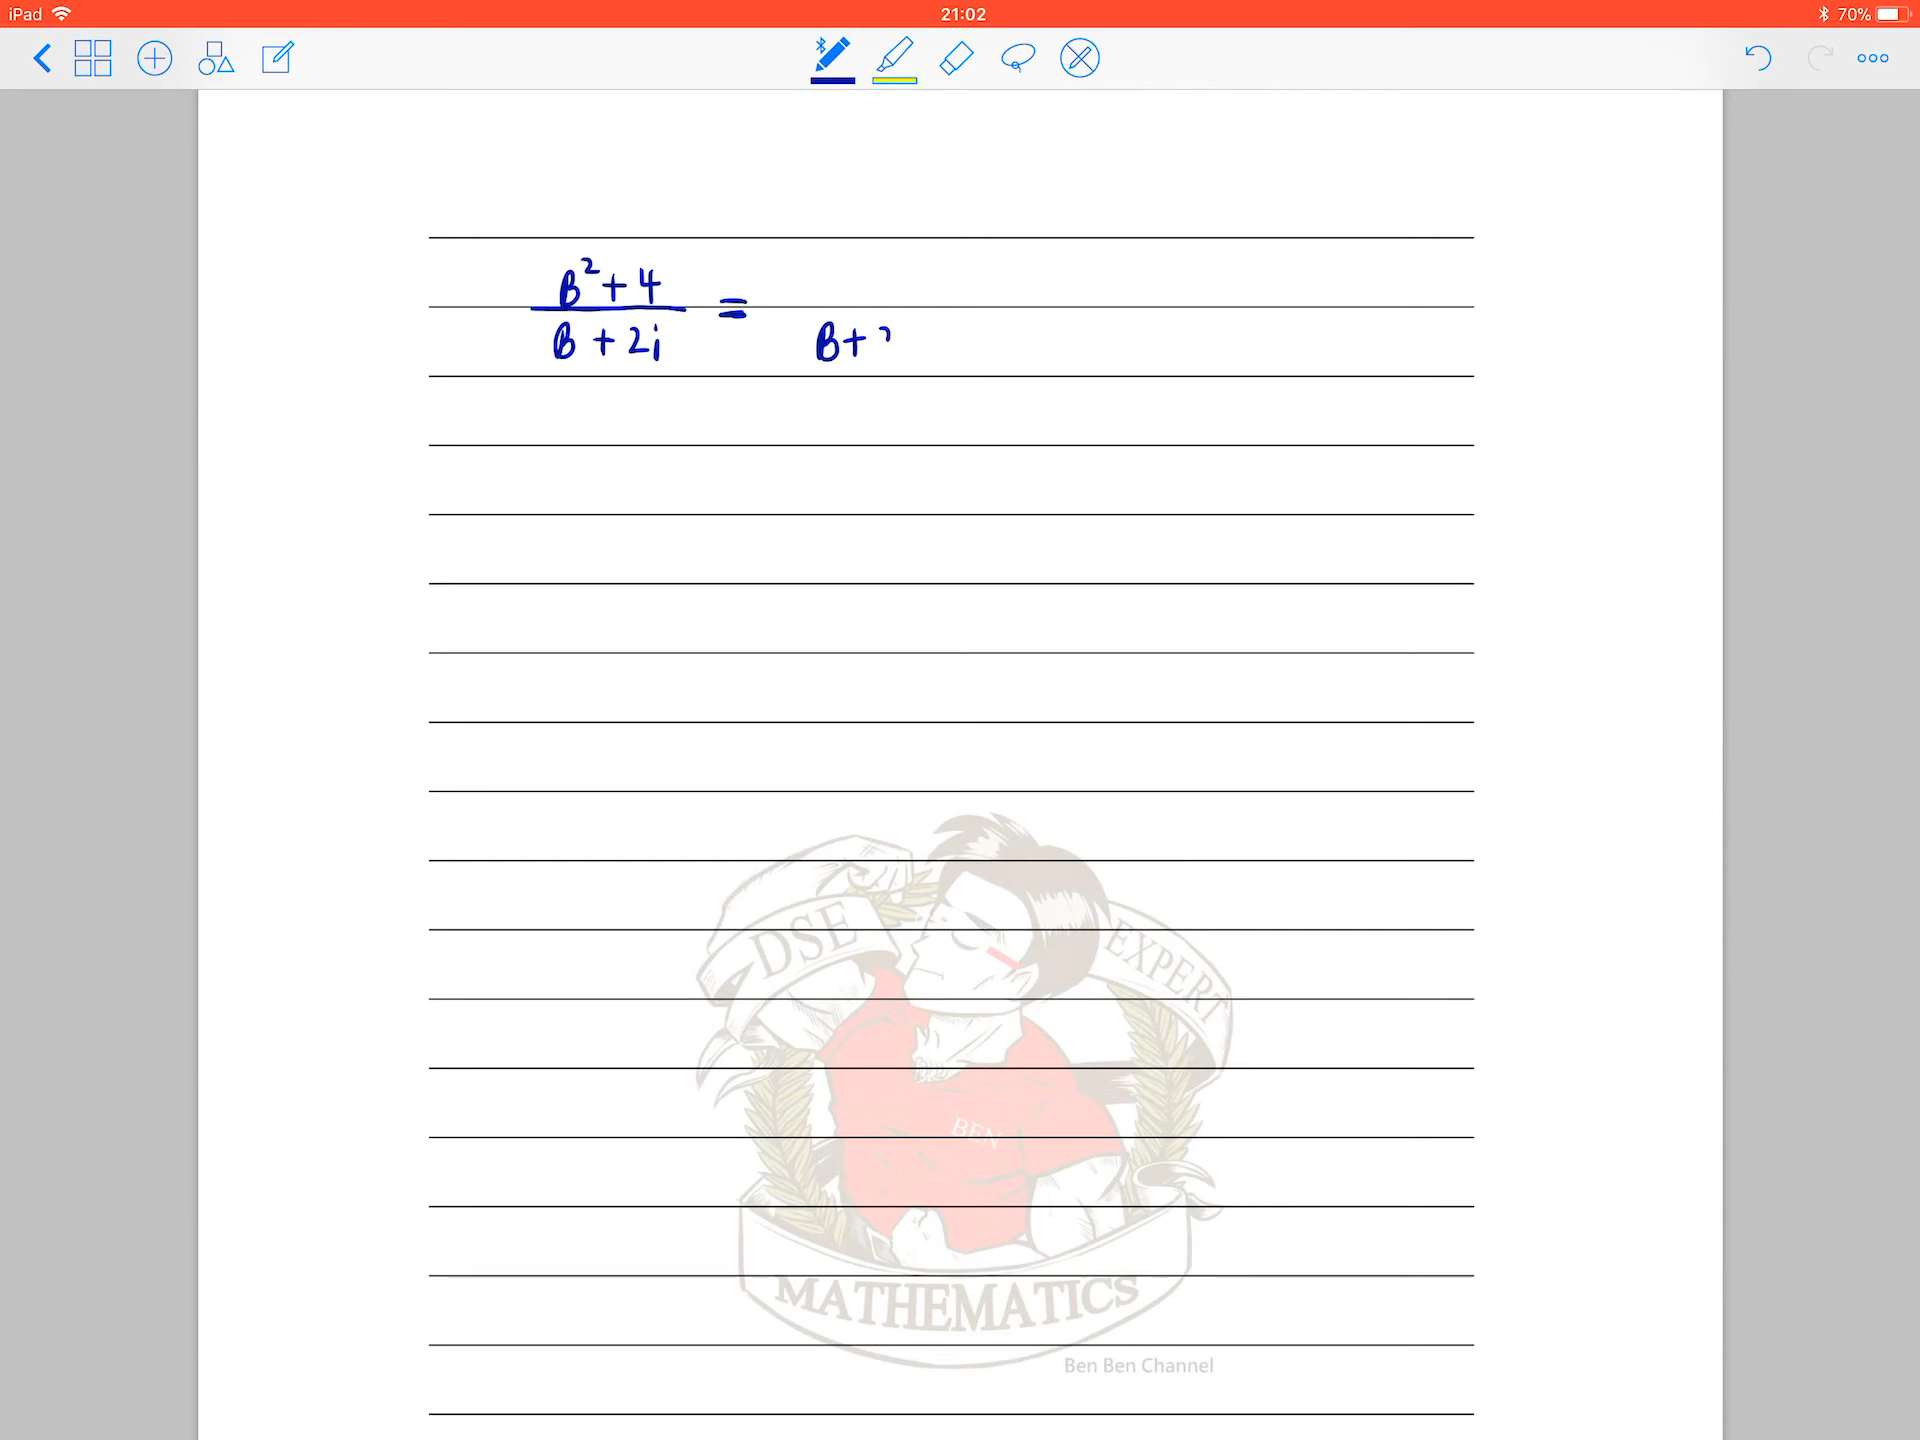 iPad 21:02 70%
B² + 4
B + 2i
=
B +
DSE EXPERT
BEN
MATHEMATICS
Ben Ben Channel